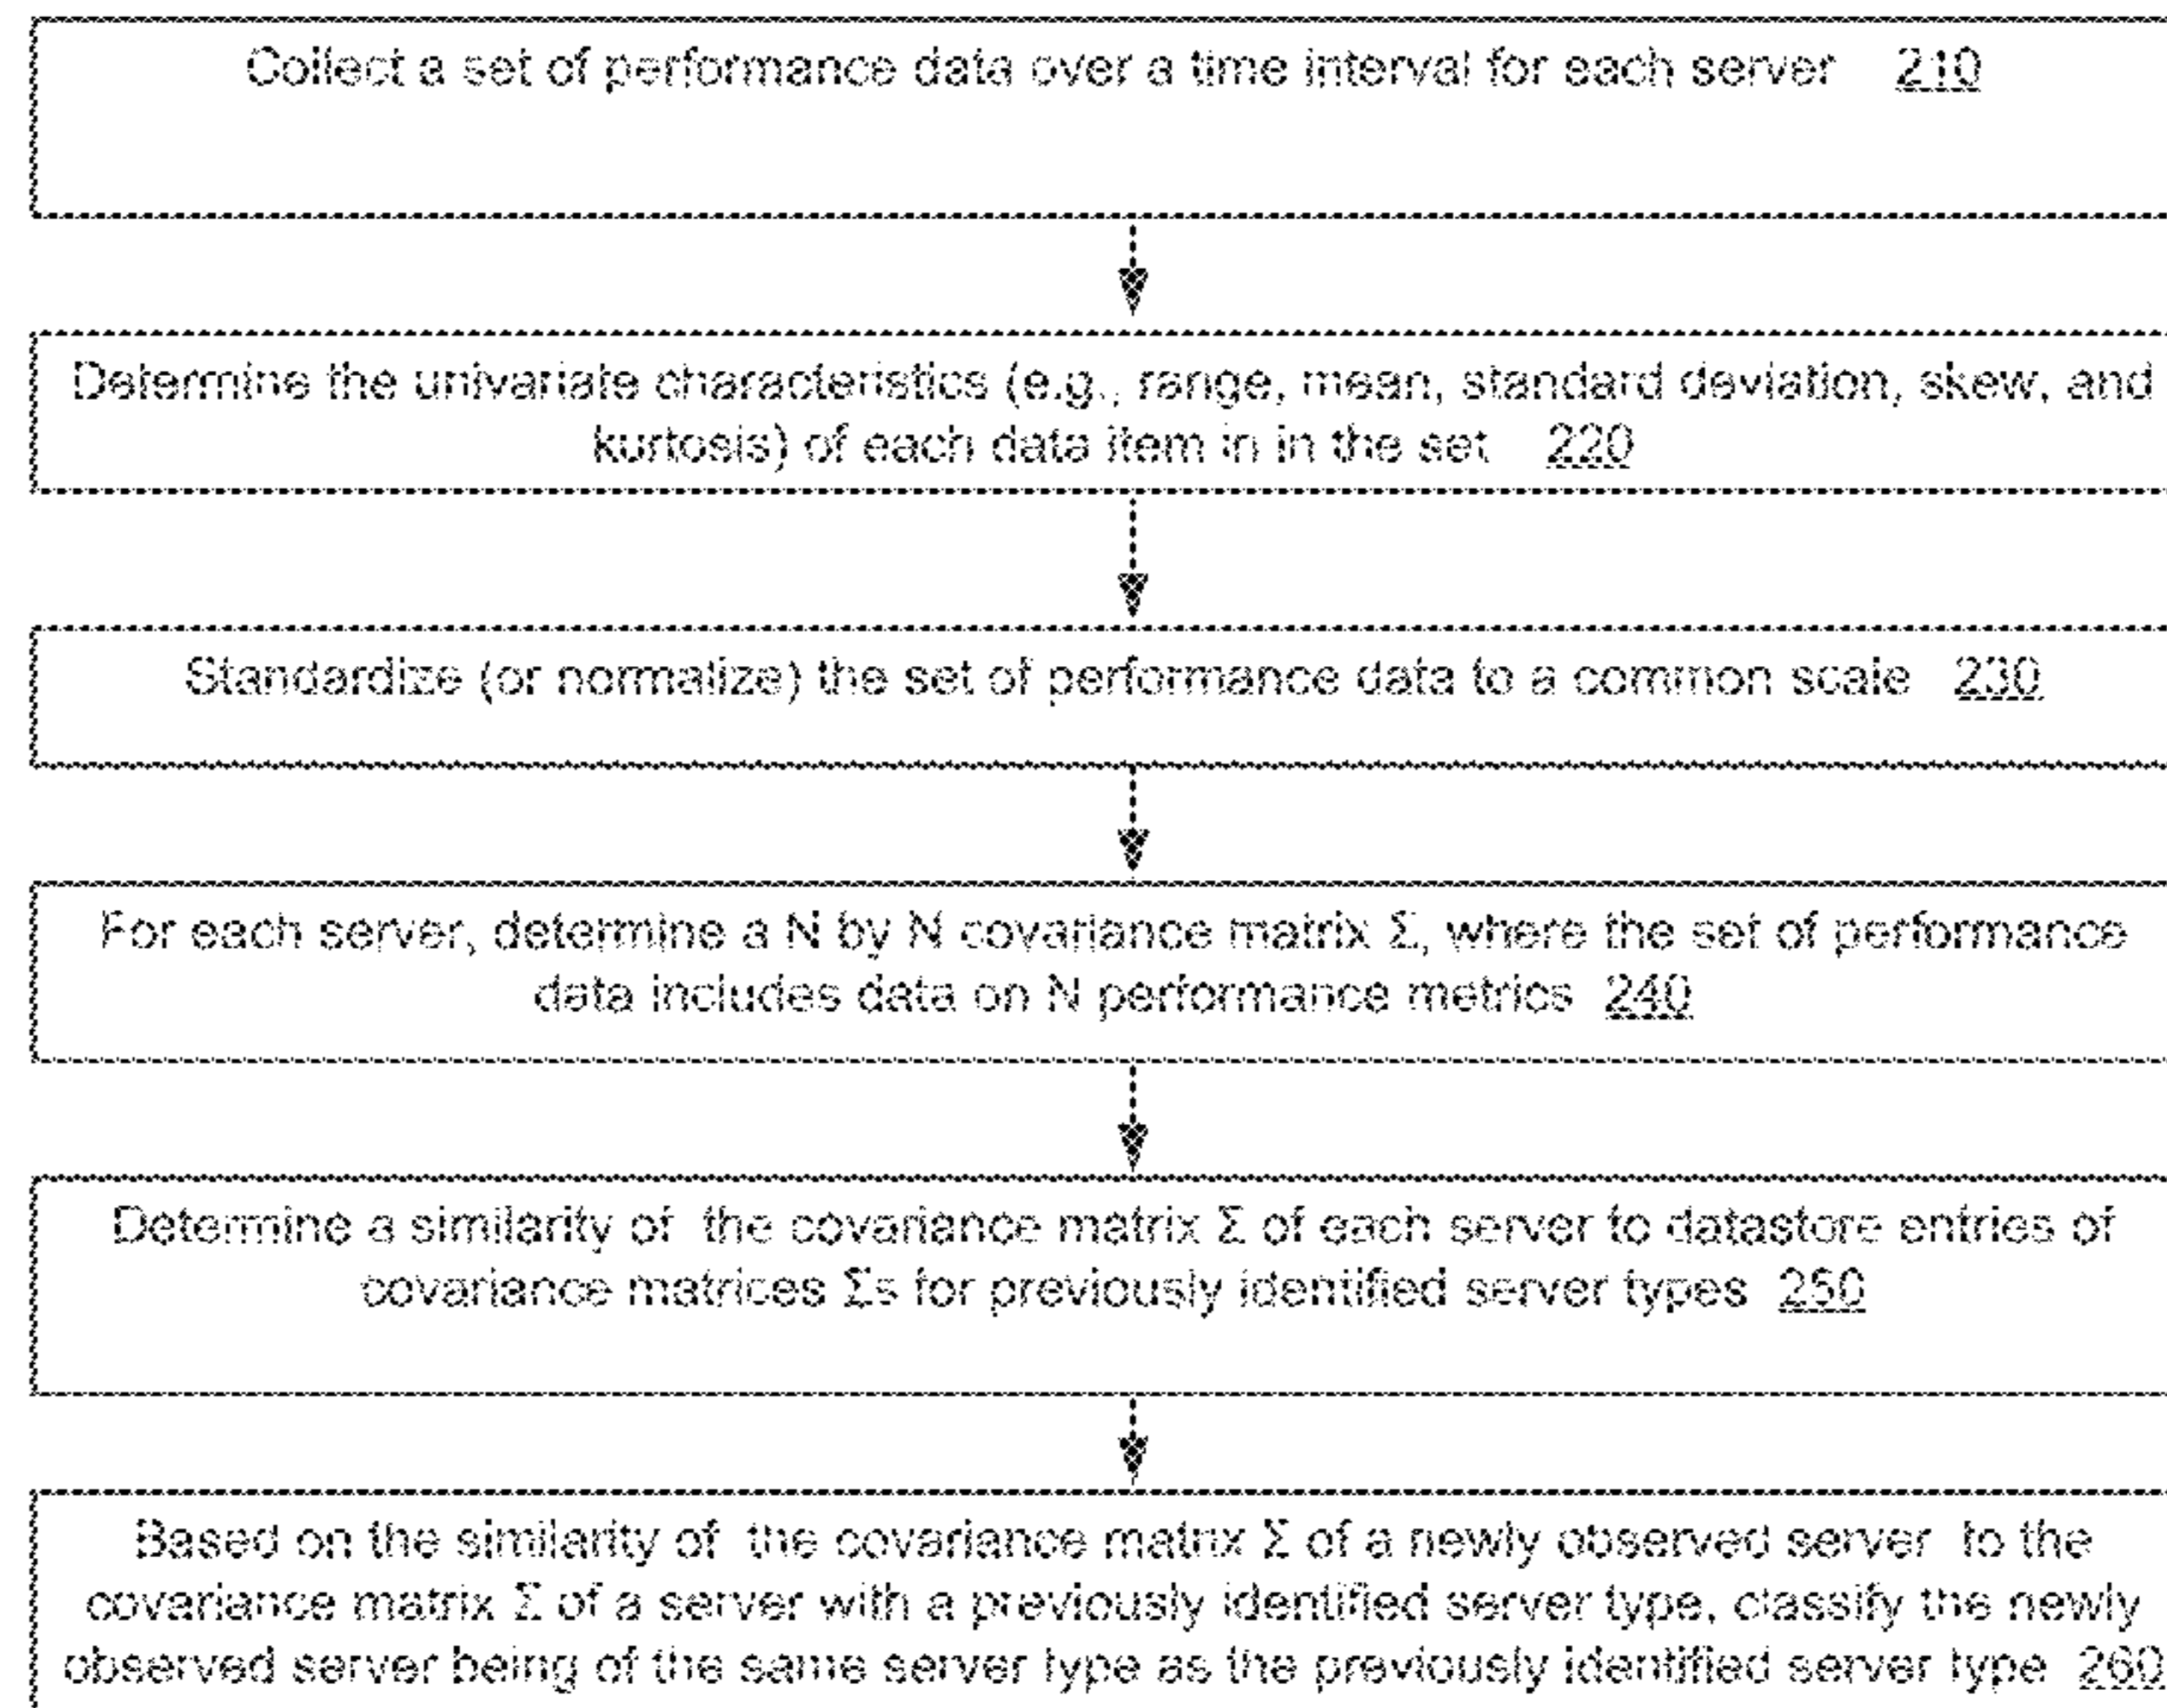 Collect a set of performance data over a time interval for each server 210
Determine the univariate characteristics (e.g., range, mean, standard deviation, skew, and
kurtosis) of each data item in in the set 220
Standardize (or normalize) the set of performance data to a common scale 230
For each server, determine a N by N covariance matrix Σ, where the set of performance
data includes data on N performance metrics 240
Determine a similarity of the covariance matrix Σ of each server to datastore entries of
covariance matrices Σs for previously identified server types 250
Based on the similarity of the covariance matrix Σ of a newly observed server to the
covariance matrix Σ of a server with a previously identified server type, classify the newly
observed server being of the same server type as the previously identified server type 260